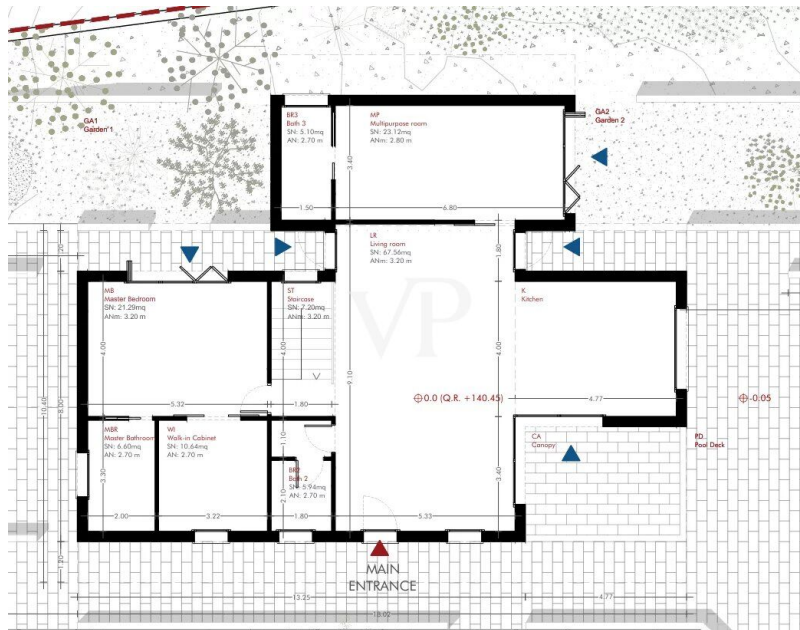 BR3
Bath 3
SN: 5.10mq
AN: 2.70 m
MP
Multipurpose room
SN: 23.12mq
ANm: 2.80 m
GA2
Garden 2
GA1
Garden 1
3.40
1.50
6.80
LR
Living room
SN: 67.56mq
ANm: 3.20 m
1.80
1.20
MB
Master Bedroom
SN: 21.29mq
ANm: 3.20 m
ST
Staircase
SN: 7.20mq
ANm: 3.20 m
K
Kitchen
VP
4.00
4.00
9.10
4.00
10.40
8.00
5.32
1.80
0.0 (Q.R. +140.45)
4.77
-0.05
MBR
Master Bathroom
SN: 6.60mq
AN: 2.70 m
WI
Walk-in Cabinet
SN: 10.64mq
ANm: 2.70 m
1.10
CA
Canopy
PD
Pool Deck
3.30
BR2
Bath 2
SN: 5.94mq
AN: 2.70 m
2.10
3.40
2.00
3.22
1.80
5.33
1.20
MAIN
ENTRANCE
13.25
4.77
18.02